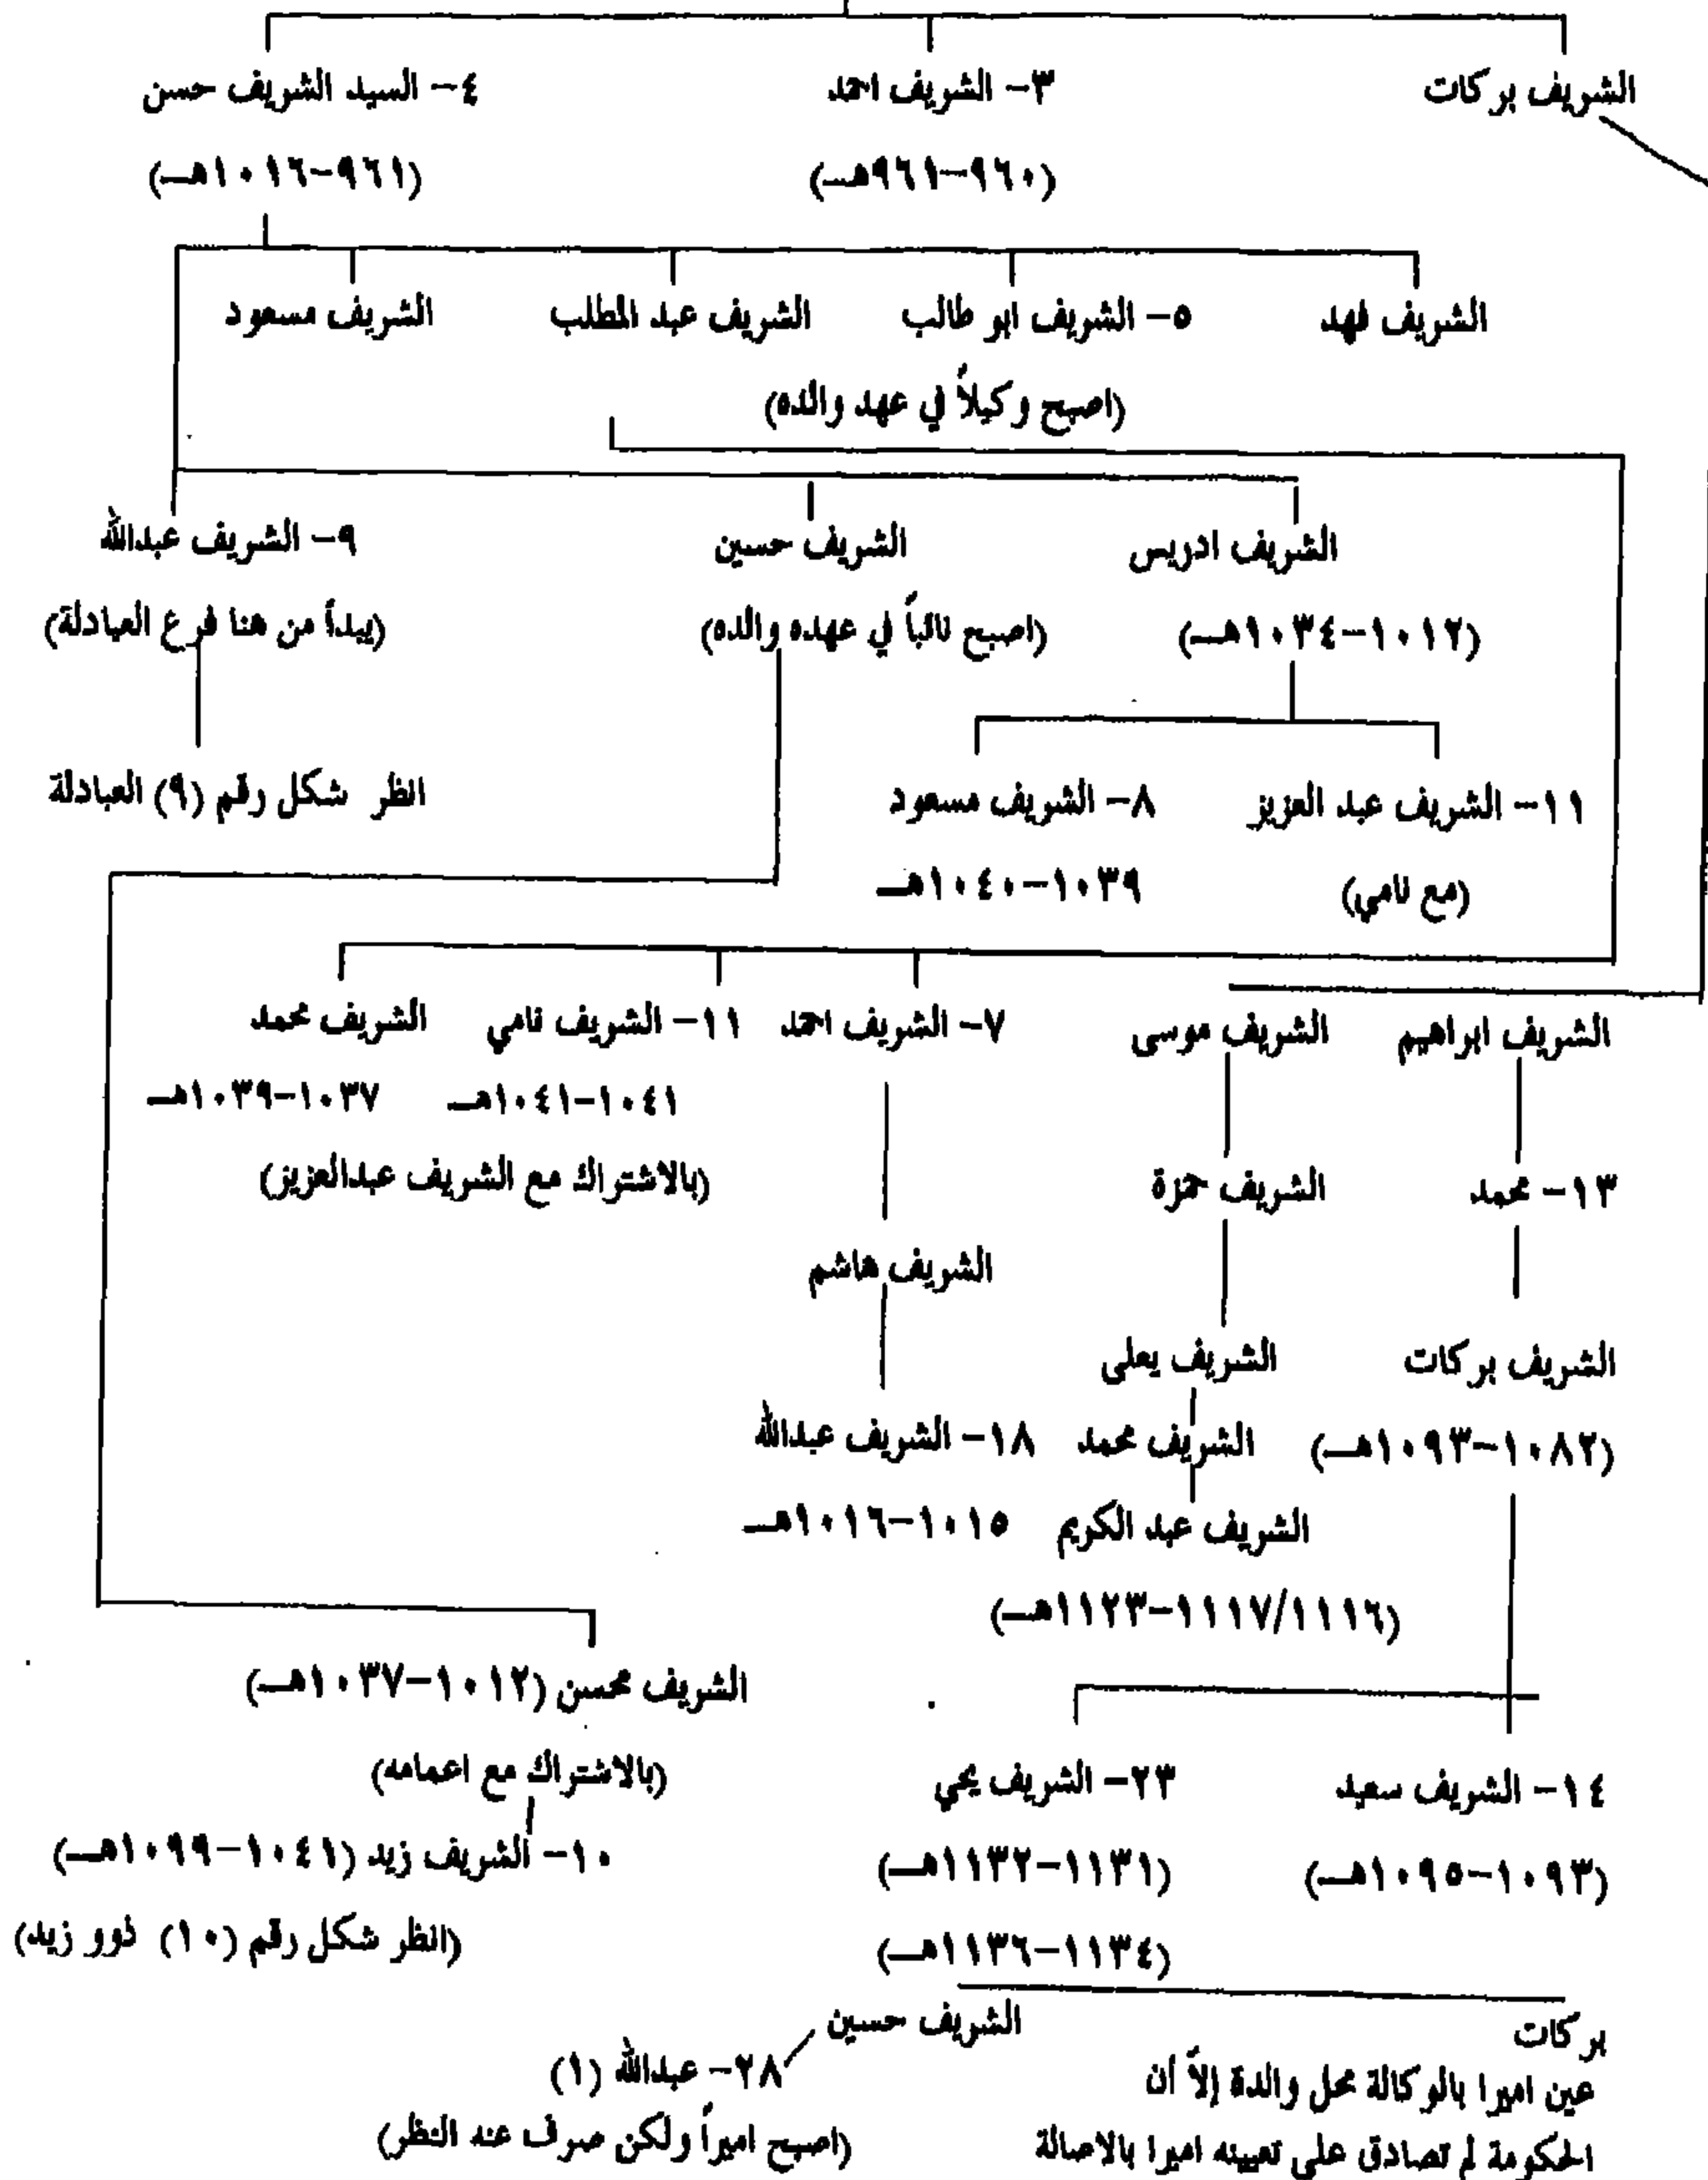 الشريف بركات ٣- الشريف احمد ٤- السيد الشريف حسن
(٩٦٠-٩٦١هـ) (٩٦١-١٠١٦هـ)
الشريف فهد ٥- الشريف ابو طالب الشريف عبد المطلب الشريف مسعود
(اصبح وكيلاً في عهد والده)
الشريف ادريس الشريف حسين ٩- الشريف عبدالله
(١٠١٢-١٠٣٤هـ) (اصبح نائباً في عهده والده) (يبدأ من هنا فرع العبادلة)
١١- الشريف عبد العزيز ٨- الشريف مسعود انظر شكل رقم (٩) العبادلة
(مع نامي) ١٠٣٩-١٠٤٠هـ
الشريف ابراهيم الشريف موسى ٧- الشريف احمد ١١- الشريف نامي الشريف محمد
١٠٤١-١٠٤١هـ ١٠٣٧-١٠٣٩هـ
١٣- محمد الشريف حمزة (بالاشتراك مع الشريف عبدالعزيز)
الشريف هاشم
الشريف بركات الشريف يعلى
(١٠٨٢-١٠٩٣هـ) الشريف محمد ١٨- الشريف عبدالله
الشريف عبد الكريم ١٠١٥-١٠١٦هـ
(١١١٦/١١١٧-١١٢٣هـ)
الشريف محسن (١٠١٢-١٠٣٧هـ)
١٤- الشريف سعيد ٢٣- الشريف يحي (بالاشتراك مع اعمامه)
(١٠٩٣-١٠٩٥هـ) (١١٣١-١١٣٢هـ) ١٠- الشريف زيد (١٠٤١-١٠٩٩هـ)
(١١٣٤-١١٣٦هـ) (انظر شكل رقم (١٠) ذوو زيد)
بركات الشريف حسين
عين اميرا بالوكالة محل والدة إلاّ أن ٢٨- عبدالله (١)
الحكومة لم تصادق على تعيينه اميرا بالاصالة (اصبح اميراً ولكن صرف عنه النظر)